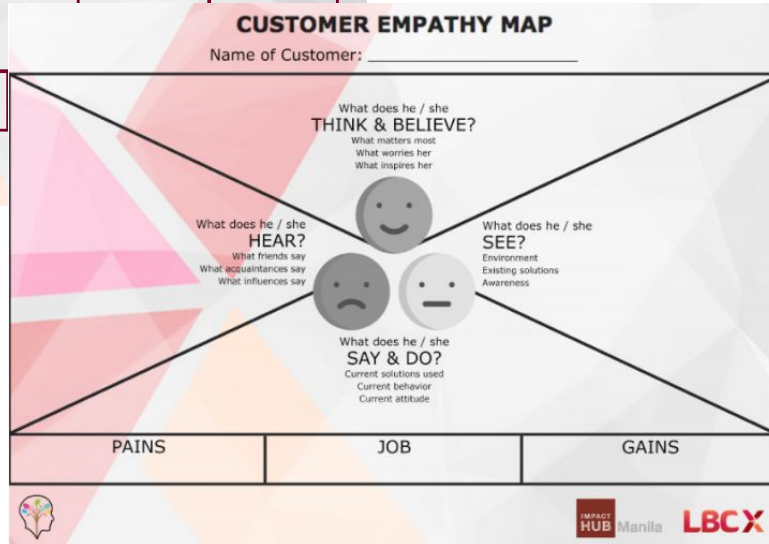 CUSTOMER EMPATHY MAP
Name of Customer: ____________________
What does he / she
THINK & BELIEVE?
What matters most
What worries her
What inspires her
What does he / she
HEAR?
What friends say
What acquaintances say
What influences say
What does he / she
SEE?
Environment
Existing solutions
Awareness
What does he / she
SAY & DO?
Current solutions used
Current behavior
Current attitude
PAINS
JOB
GAINS
IMPACT
HUB Manila
LBCX